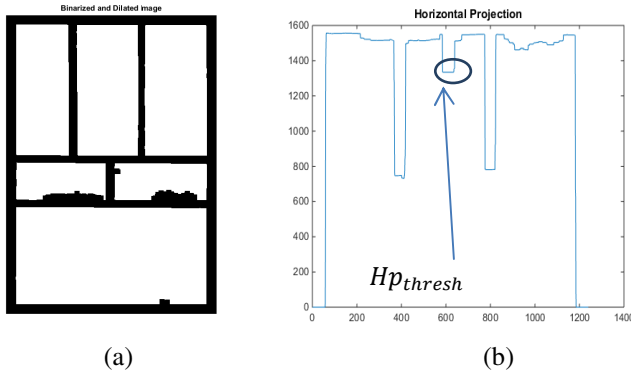 Binarized and Dilated Image
Horizontal Projection
1600
1400
1200
1000
800
600
400
200
0
0 200 400 600 800 1000 1200 1400
Hp_thresh
(a) (b)